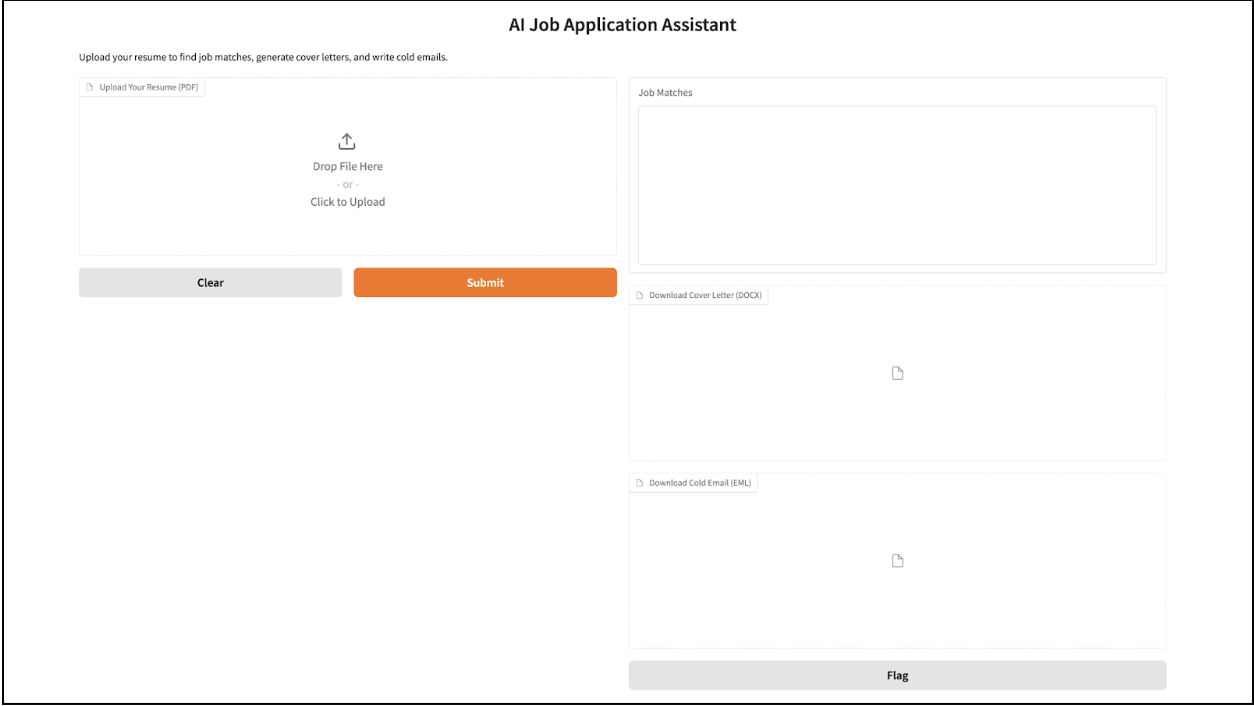 AI Job Application Assistant
Upload your resume to find job matches, generate cover letters, and write cold emails.
Upload Your Resume (PDF)
Drop File Here
- or -
Click to Upload
Clear
Submit
Job Matches
Download Cover Letter (DOCX)
Download Cold Email (EML)
Flag